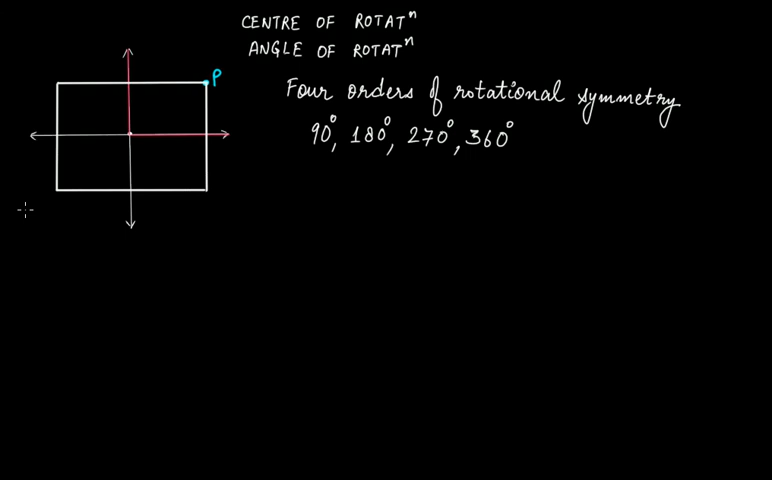 CENTRE OF ROTATⁿ
ANGLE OF ROTATⁿ
P
Four orders of rotational symmetry
90°, 180°, 270°, 360°